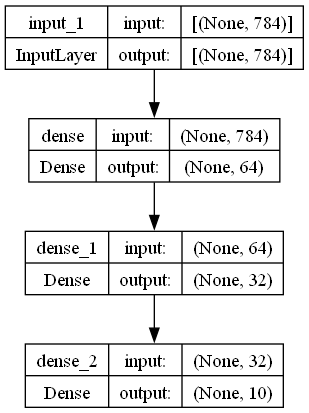 input_1 input: [(None, 784)]
InputLayer output: [(None, 784)]
dense input: (None, 784)
Dense output: (None, 64)
dense_1 input: (None, 64)
Dense output: (None, 32)
dense_2 input: (None, 32)
Dense output: (None, 10)